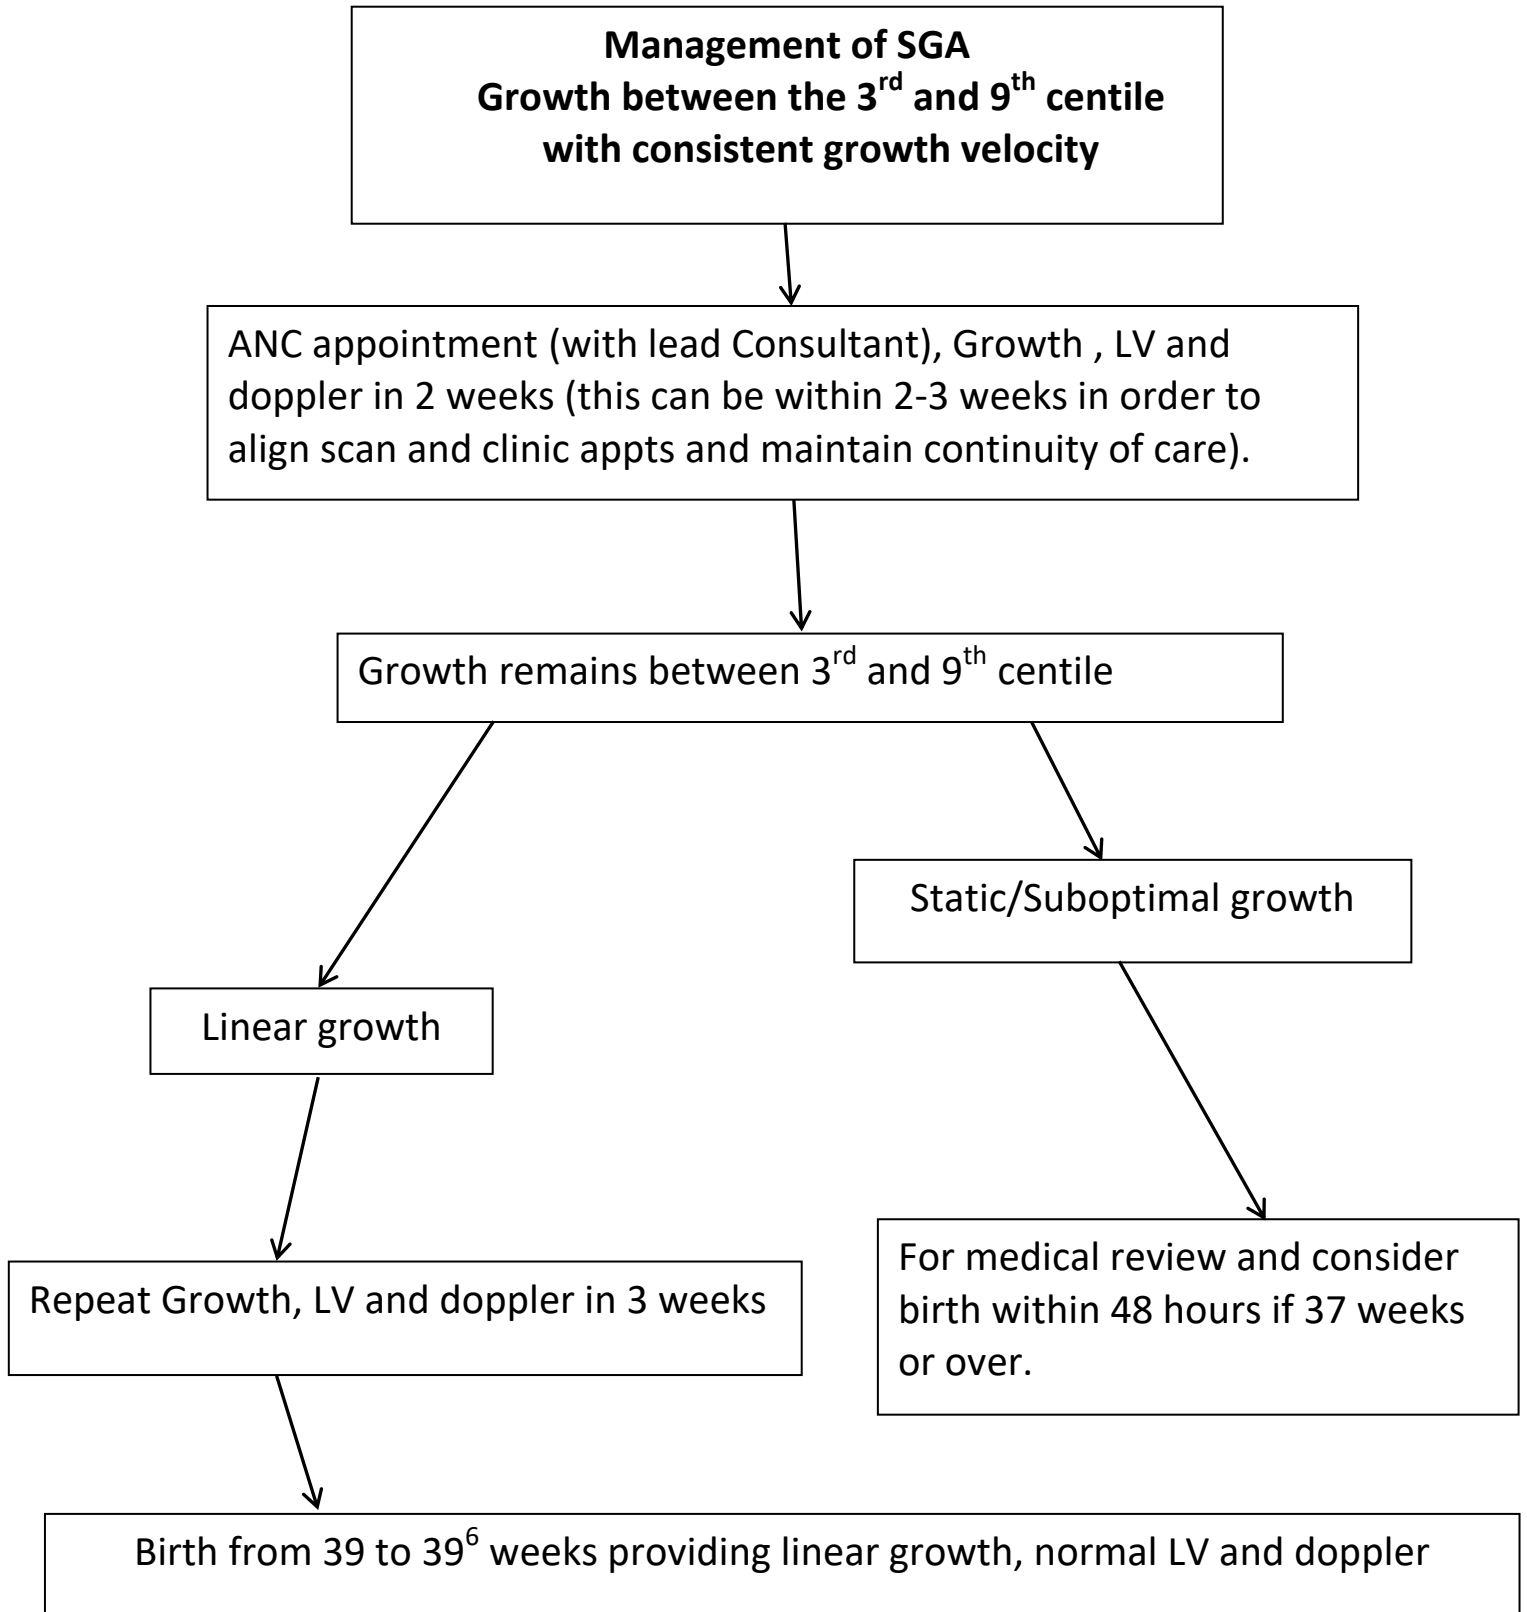 Management of SGA
Growth between the 3rd and 9th centile
with consistent growth velocity
ANC appointment (with lead Consultant), Growth , LV and
doppler in 2 weeks (this can be within 2-3 weeks in order to
align scan and clinic appts and maintain continuity of care).
Growth remains between 3rd and 9th centile
Static/Suboptimal growth
Linear growth
For medical review and consider
birth within 48 hours if 37 weeks
or over.
Repeat Growth, LV and doppler in 3 weeks
Birth from 39 to 39⁶ weeks providing linear growth, normal LV and doppler